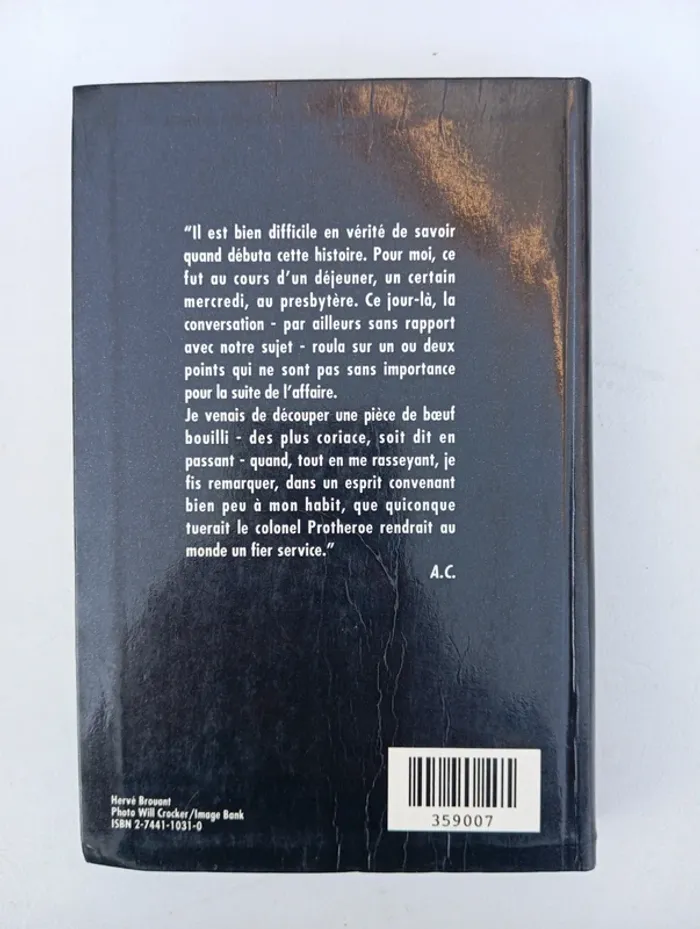 “Il est bien difficile en vérité de savoir
quand débuta cette histoire. Pour moi, ce
fut au cours d’un déjeuner, un certain
mercredi, au presbytère. Ce jour-là, la
conversation - par ailleurs sans rapport
avec notre sujet - roula sur un ou deux
points qui ne sont pas sans importance
pour la suite de l’affaire.
Je venais de découper une pièce de bœuf
bouilli - des plus coriace, soit dit en
passant - quand, tout en me rasseyant, je
fis remarquer, dans un esprit convenant
bien peu à mon habit, que quiconque
tuerait le colonel Protheroe rendrait au
monde un fier service.”
A.C.
Hervé Brouant
Photo Will Crocker/Image Bank
ISBN 2-7441-1031-0
359007